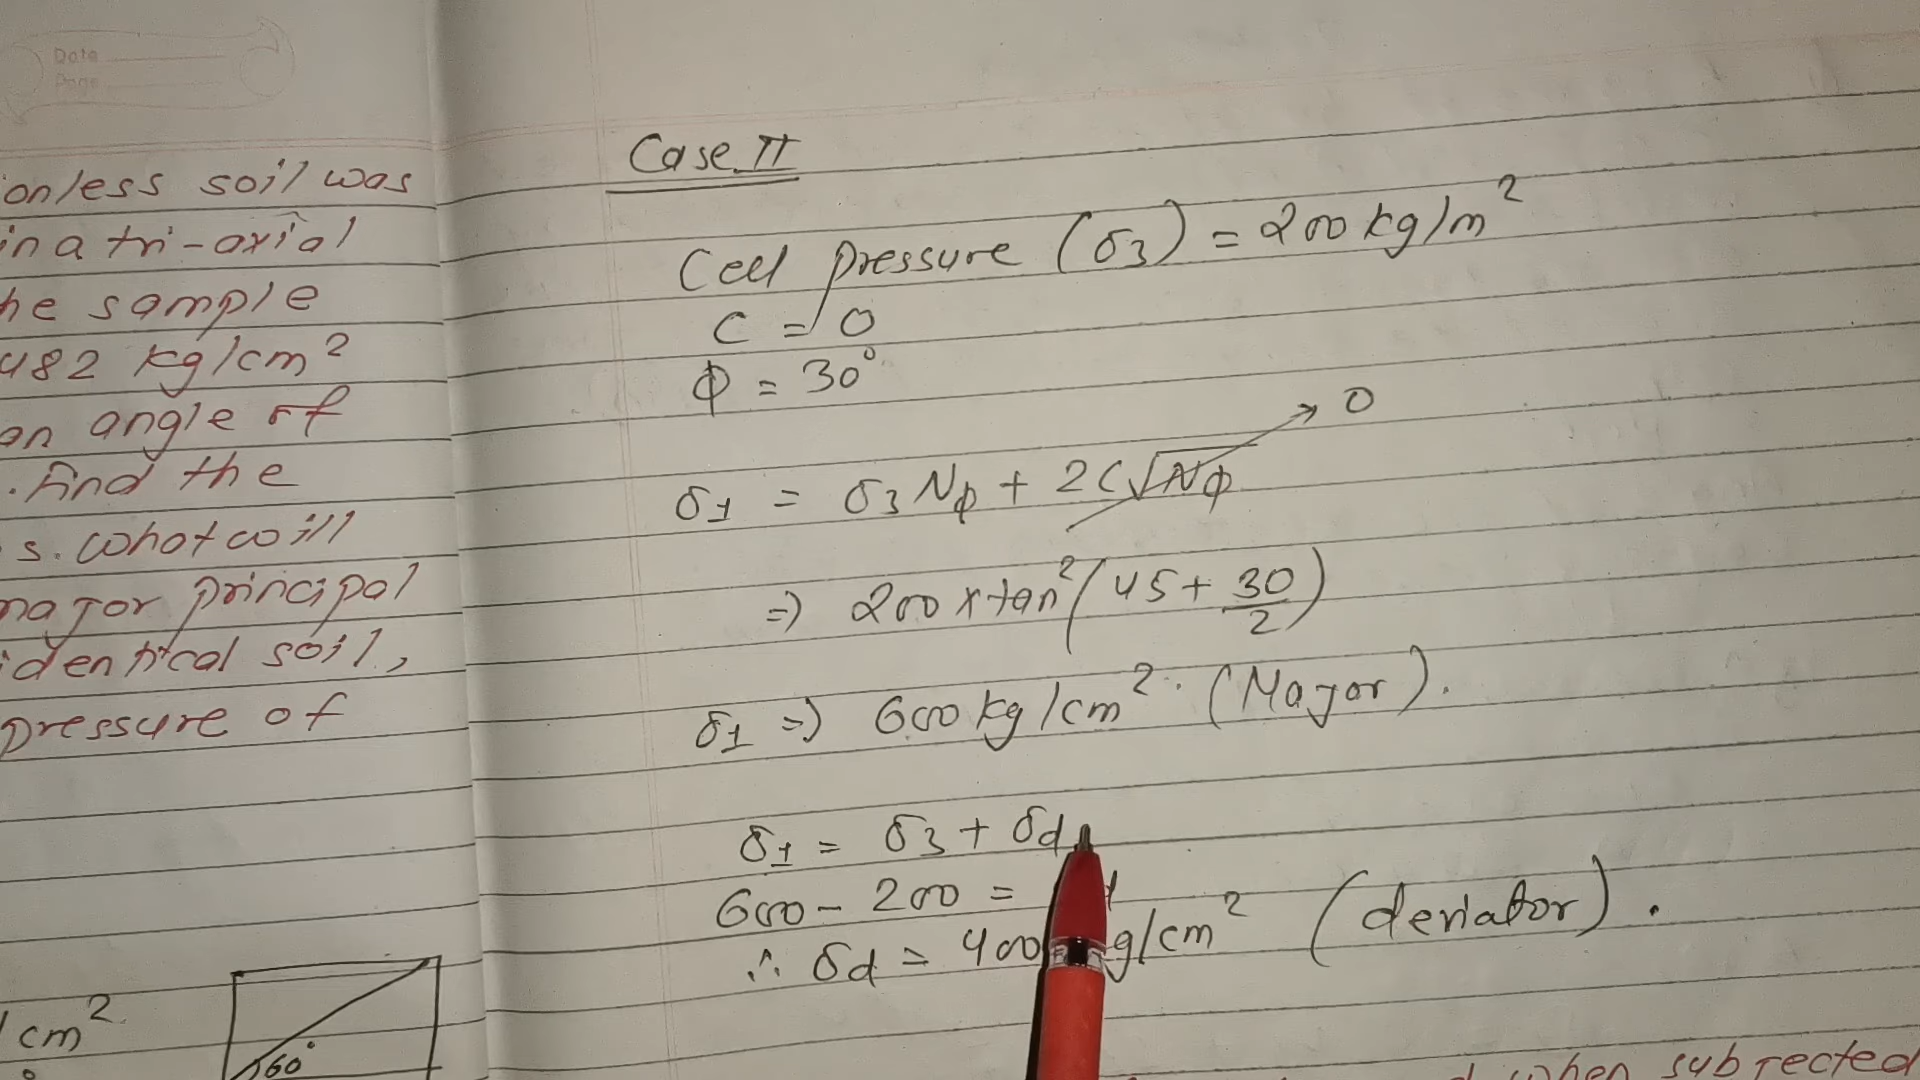 Date
Page
onless soil was
in a tri-axial
he sample
482 kg/cm²
an angle of
. Find the
s. what will
major principal
identical soil,
pressure of
cm²
60°
Case II
Cell pressure (σ3) = 200 kg/m²
C = 0
Φ = 30°
σ1 = σ3 NΦ + 2C√NΦ → 0
⇒ 200 × tan² (45 + 30/2)
σ1 ⇒ 600 kg/cm². (Major).
σ1 = σ3 + σd
600 - 200 =
∴ σd = 400 kg/cm² (deviator).
when subjected